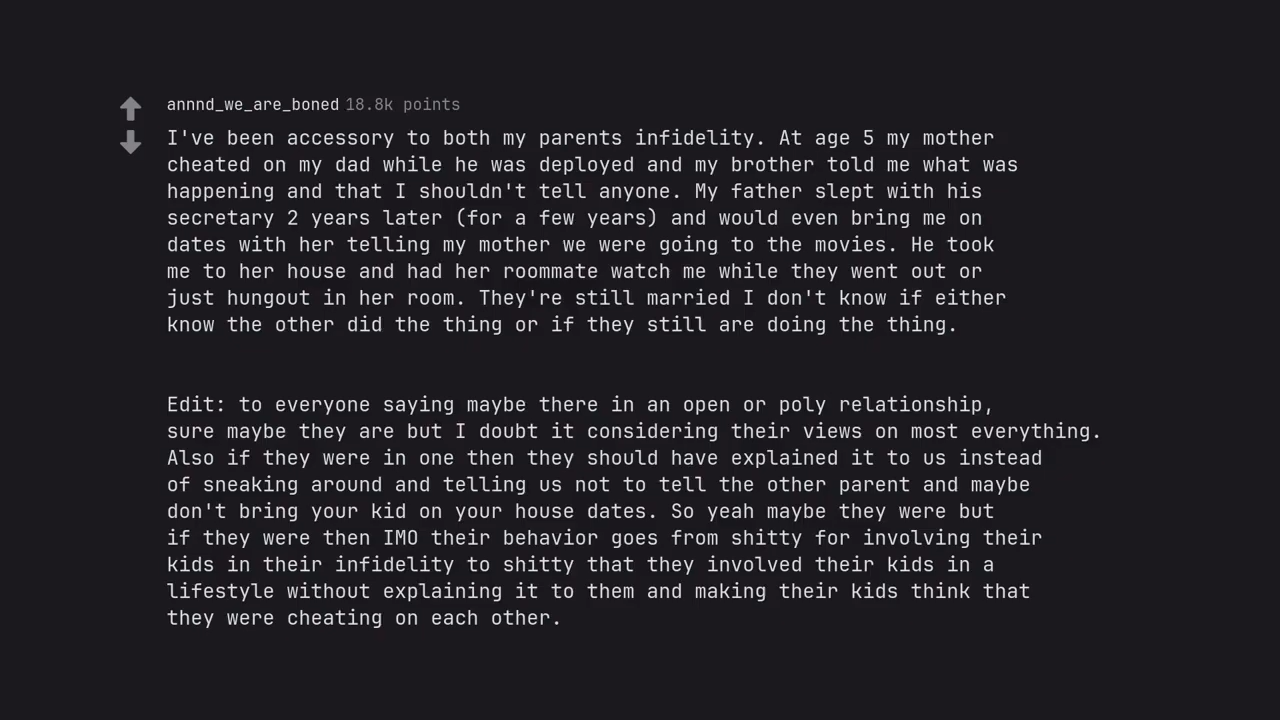 annnd_we_are_boned 18.8k points
I've been accessory to both my parents infidelity. At age 5 my mother
cheated on my dad while he was deployed and my brother told me what was
happening and that I shouldn't tell anyone. My father slept with his
secretary 2 years later (for a few years) and would even bring me on
dates with her telling my mother we were going to the movies. He took
me to her house and had her roommate watch me while they went out or
just hungout in her room. They're still married I don't know if either
know the other did the thing or if they still are doing the thing.
Edit: to everyone saying maybe there in an open or poly relationship,
sure maybe they are but I doubt it considering their views on most everything.
Also if they were in one then they should have explained it to us instead
of sneaking around and telling us not to tell the other parent and maybe
don't bring your kid on your house dates. So yeah maybe they were but
if they were then IMO their behavior goes from shitty for involving their
kids in their infidelity to shitty that they involved their kids in a
lifestyle without explaining it to them and making their kids think that
they were cheating on each other.